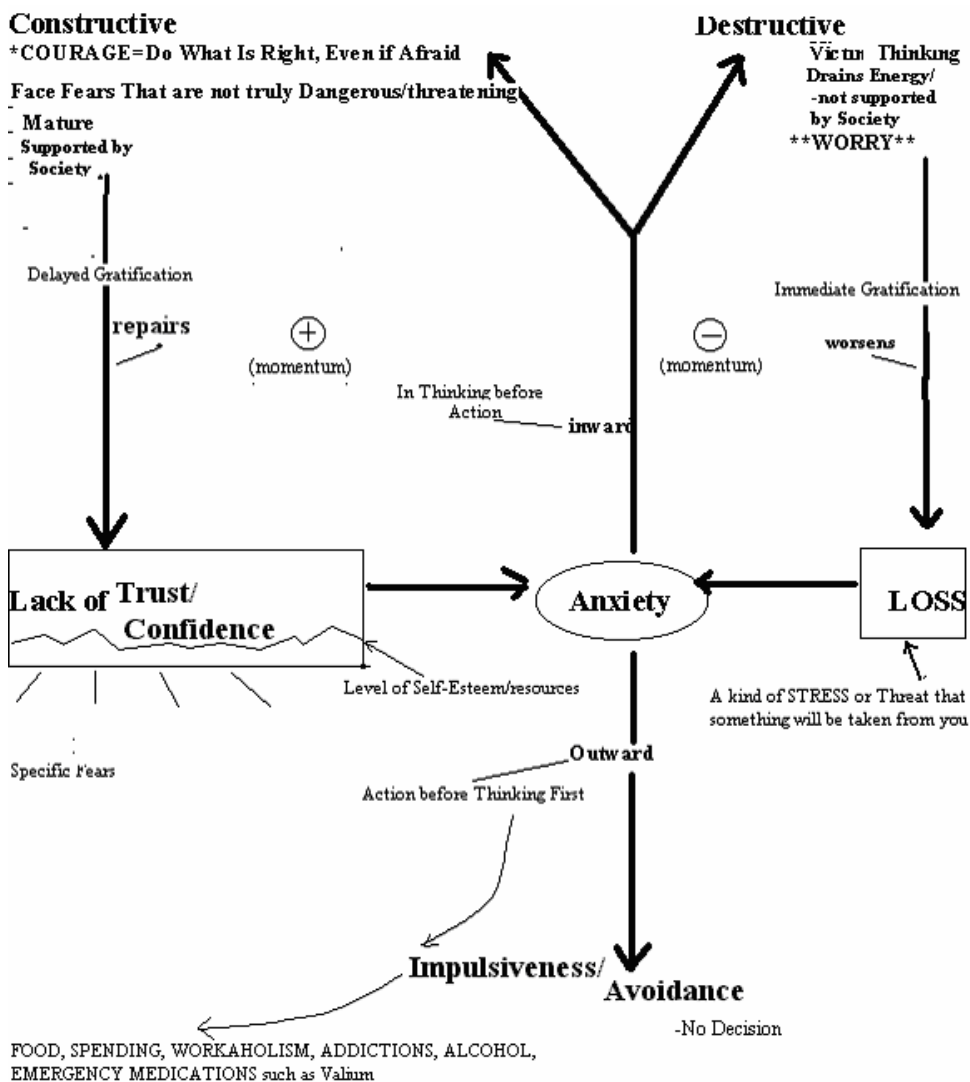 Constructive
*COURAGE=Do What Is Right, Even if Afraid
Face Fears That are not truly Dangerous/threatening
Mature
Supported by
Society
Destructive
Victim Thinking
Drains Energy/
-not supported
by Society
**WORRY**
Delayed Gratification
repairs
+
(momentum)
In Thinking before
Action
inward
−
(momentum)
Immediate Gratification
worsens
Lack of Trust/
Confidence
Anxiety
LOSS
Level of Self-Esteem/resources
A kind of STRESS or Threat that
something will be taken from you
Specific Fears
Outward
Action before Thinking First
Impulsiveness/
Avoidance
-No Decision
FOOD, SPENDING, WORKAHOLISM, ADDICTIONS, ALCOHOL,
EMERGENCY MEDICATIONS such as Valium